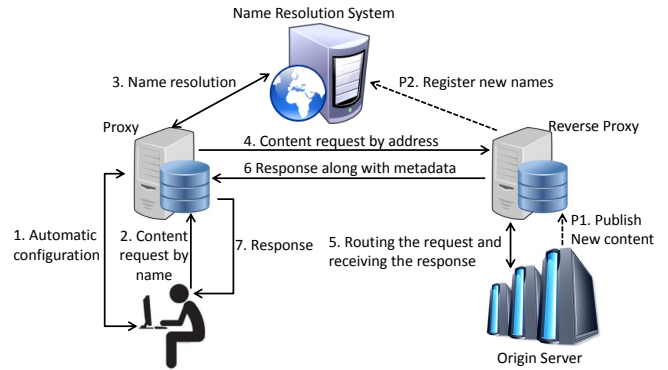 Name Resolution System
3. Name resolution
P2. Register new names
Proxy
Reverse Proxy
4. Content request by address
6 Response along with metadata
1. Automatic
configuration
2. Content
request by
name
7. Response
5. Routing the request and
receiving the response
P1. Publish
New content
Origin Server